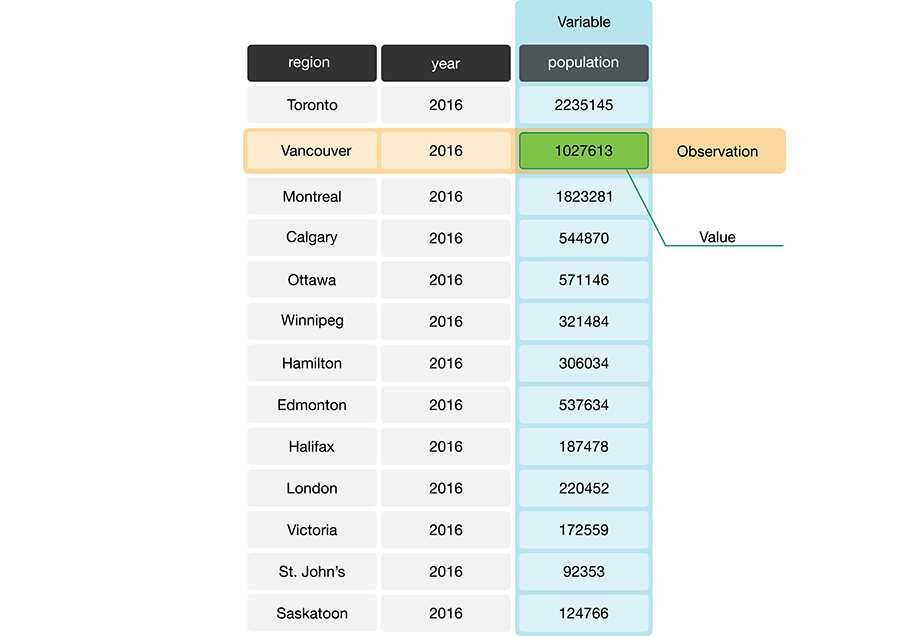 Variable
region year population
Toronto 2016 2235145
Vancouver 2016 1027613 Observation
Montreal 2016 1823281
Value
Calgary 2016 544870
Ottawa 2016 571146
Winnipeg 2016 321484
Hamilton 2016 306034
Edmonton 2016 537634
Halifax 2016 187478
London 2016 220452
Victoria 2016 172559
St. John’s 2016 92353
Saskatoon 2016 124766